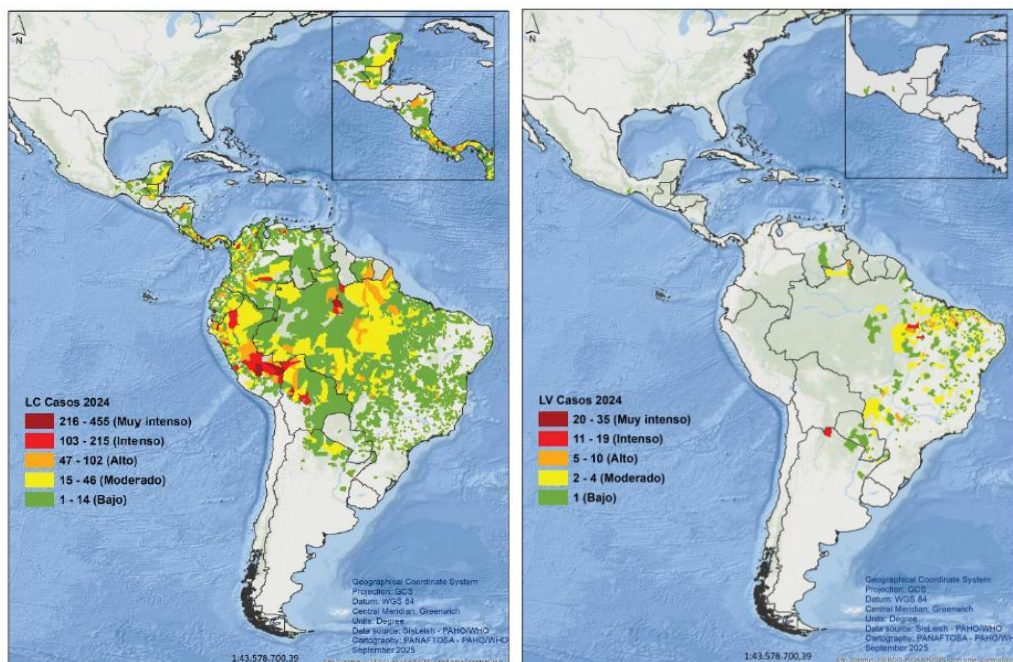 N
LC Casos 2024
216 - 455 (Muy intenso)
103 - 215 (Intenso)
47 - 102 (Alto)
15 - 46 (Moderado)
1 - 14 (Bajo)
Geographical Coordinate System
Projection: GCS
Datum: WGS 84
Central Meridian: Greenwich
Units: Degree
Data source: SisLeish - PAHO/WHO
Cartography: PANAFTOSA - PAHO/WHO
September 2025
1:43.578.700,39
N
LV Casos 2024
20 - 35 (Muy intenso)
11 - 19 (Intenso)
5 - 10 (Alto)
2 - 4 (Moderado)
1 (Bajo)
Geographical Coordinate System
Projection: GCS
Datum: WGS 84
Central Meridian: Greenwich
Units: Degree
Data source: SisLeish - PAHO/WHO
Cartography: PANAFTOSA - PAHO/WHO
September 2025
1:43.578.700,39